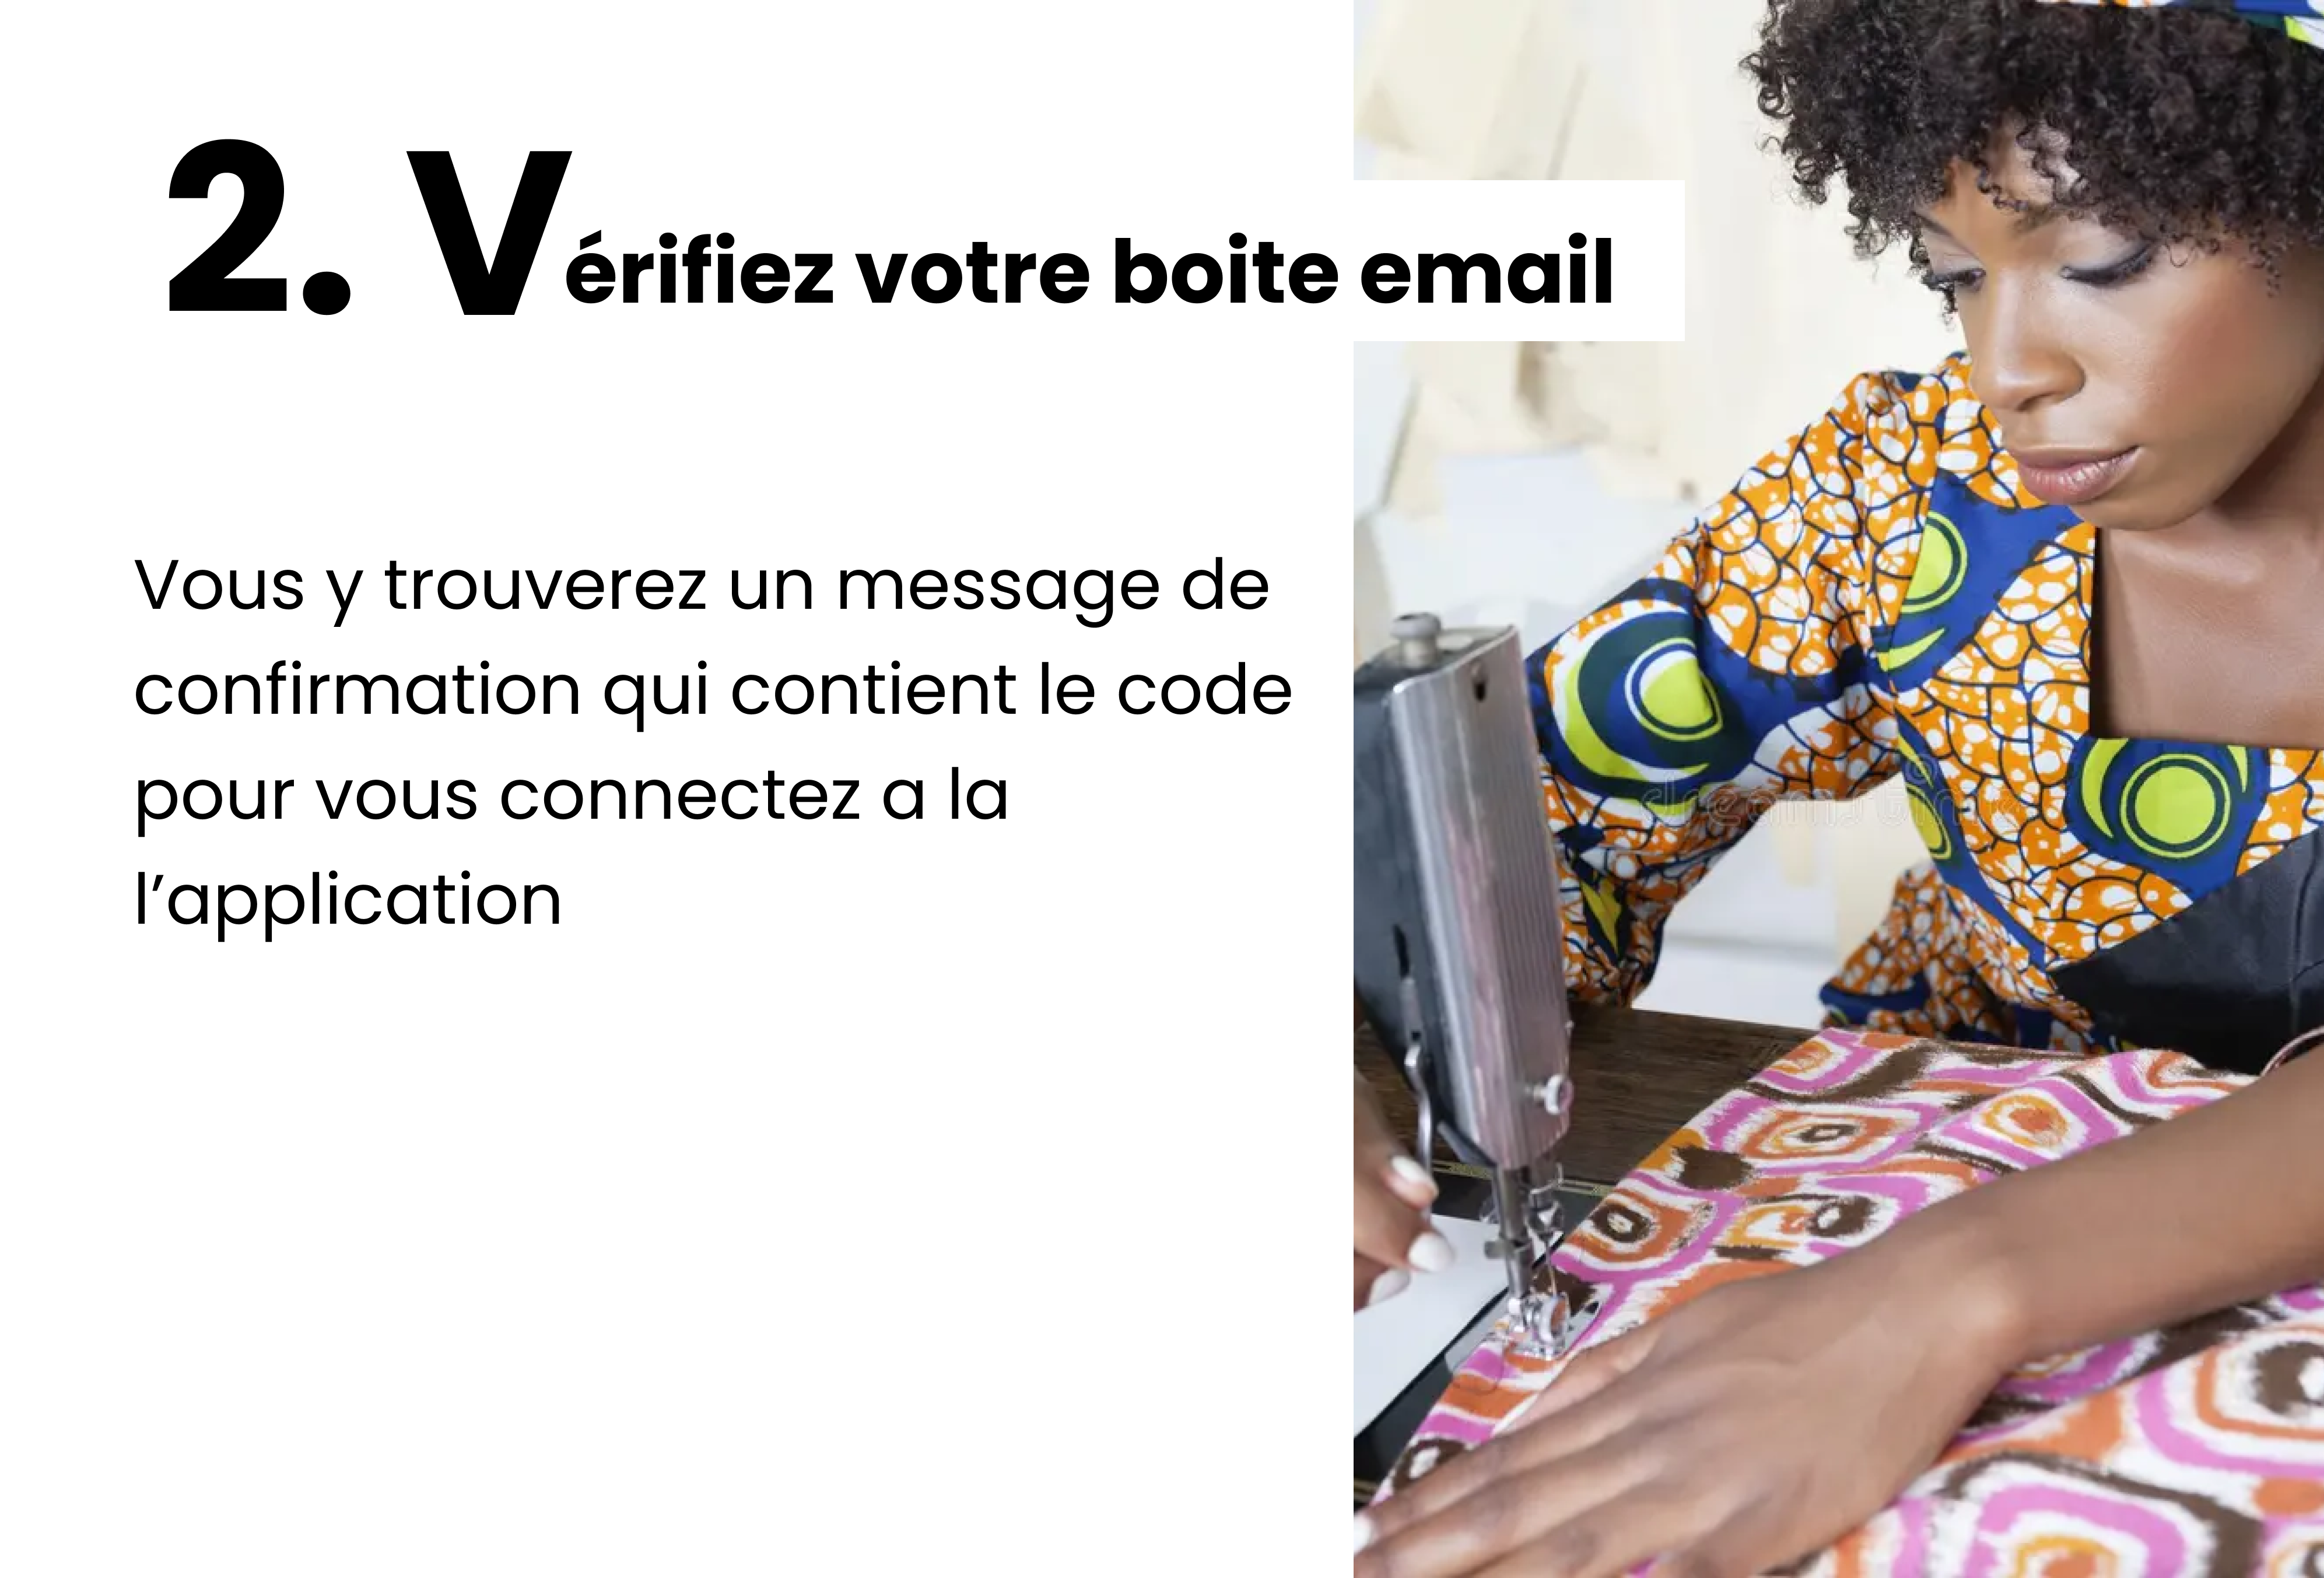 2. Vérifiez votre boite email
Vous y trouverez un message de
confirmation qui contient le code
pour vous connectez a la
l’application
dreamstime